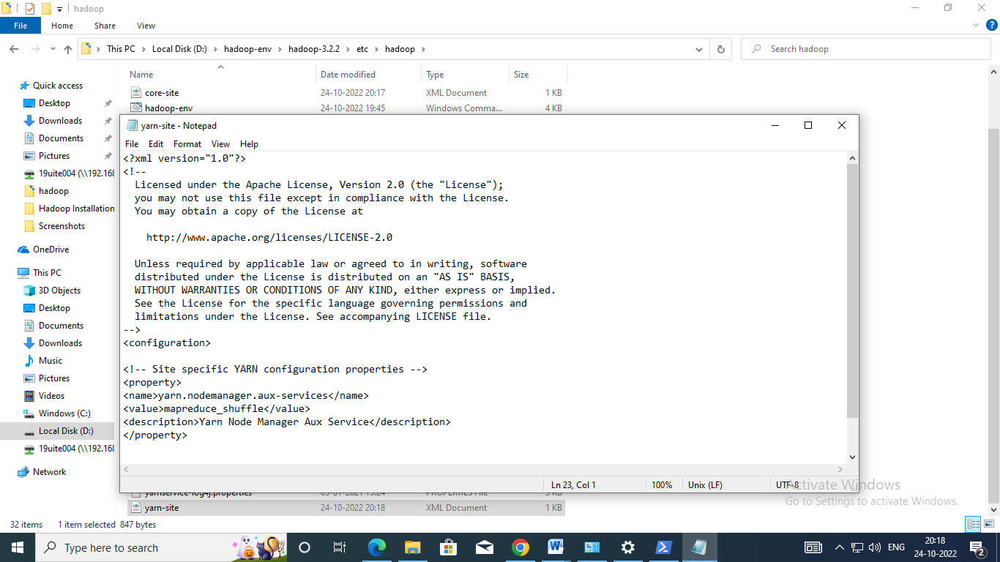 hadoop
File Home Share View
This PC Local Disk (D:) hadoop-env hadoop-3.2.2 etc hadoop
Search hadoop
Name Date modified Type Size
core-site 24-10-2022 20:17 XML Document 1 KB
hadoop-env 24-10-2022 19:45 Windows Comma... 4 KB
Quick access
Desktop
Downloads
Documents
Pictures
19uite004 (\\192.168
hadoop
Hadoop Installation
Screenshots
OneDrive
This PC
3D Objects
Desktop
Documents
Downloads
Music
Pictures
Videos
Windows (C:)
Local Disk (D:)
19uite004 (\\192.168
Network
yarn-site - Notepad
File Edit Format View Help
<?xml version="1.0"?>
<!--
Licensed under the Apache License, Version 2.0 (the "License");
you may not use this file except in compliance with the License.
You may obtain a copy of the License at
http://www.apache.org/licenses/LICENSE-2.0
Unless required by applicable law or agreed to in writing, software
distributed under the License is distributed on an "AS IS" BASIS,
WITHOUT WARRANTIES OR CONDITIONS OF ANY KIND, either express or implied.
See the License for the specific language governing permissions and
limitations under the License. See accompanying LICENSE file.
-->
<configuration>
<!-- Site specific YARN configuration properties -->
<property>
<name>yarn.nodemanager.aux-services</name>
<value>mapreduce_shuffle</value>
<description>Yarn Node Manager Aux Service</description>
</property>
Ln 23, Col 1 100% Unix (LF) UTF-8
Activate Windows
Go to Settings to activate Windows.
yarnservice-log4j.properties PROPERTIES File
yarn-site 24-10-2022 20:18 XML Document 1 KB
32 items 1 item selected 847 bytes
Type here to search
ENG
20:18
24-10-2022
2